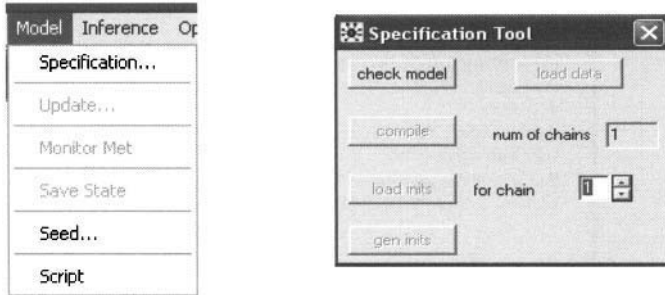 Model Inference Op
Specification...
Update...
Monitor Met
Save State
Seed...
Script
Specification Tool
check model load data
compile num of chains 1
load inits for chain 1
gen inits